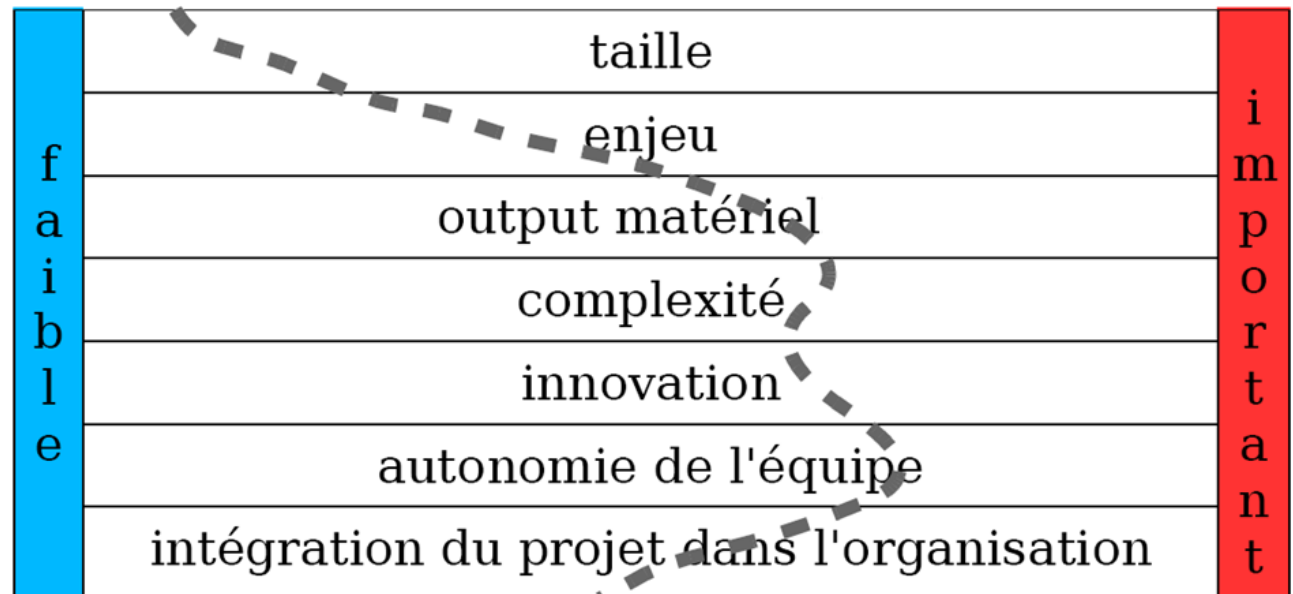 faible
taille
enjeu
output matériel
complexité
innovation
autonomie de l'équipe
intégration du projet dans l'organisation
important